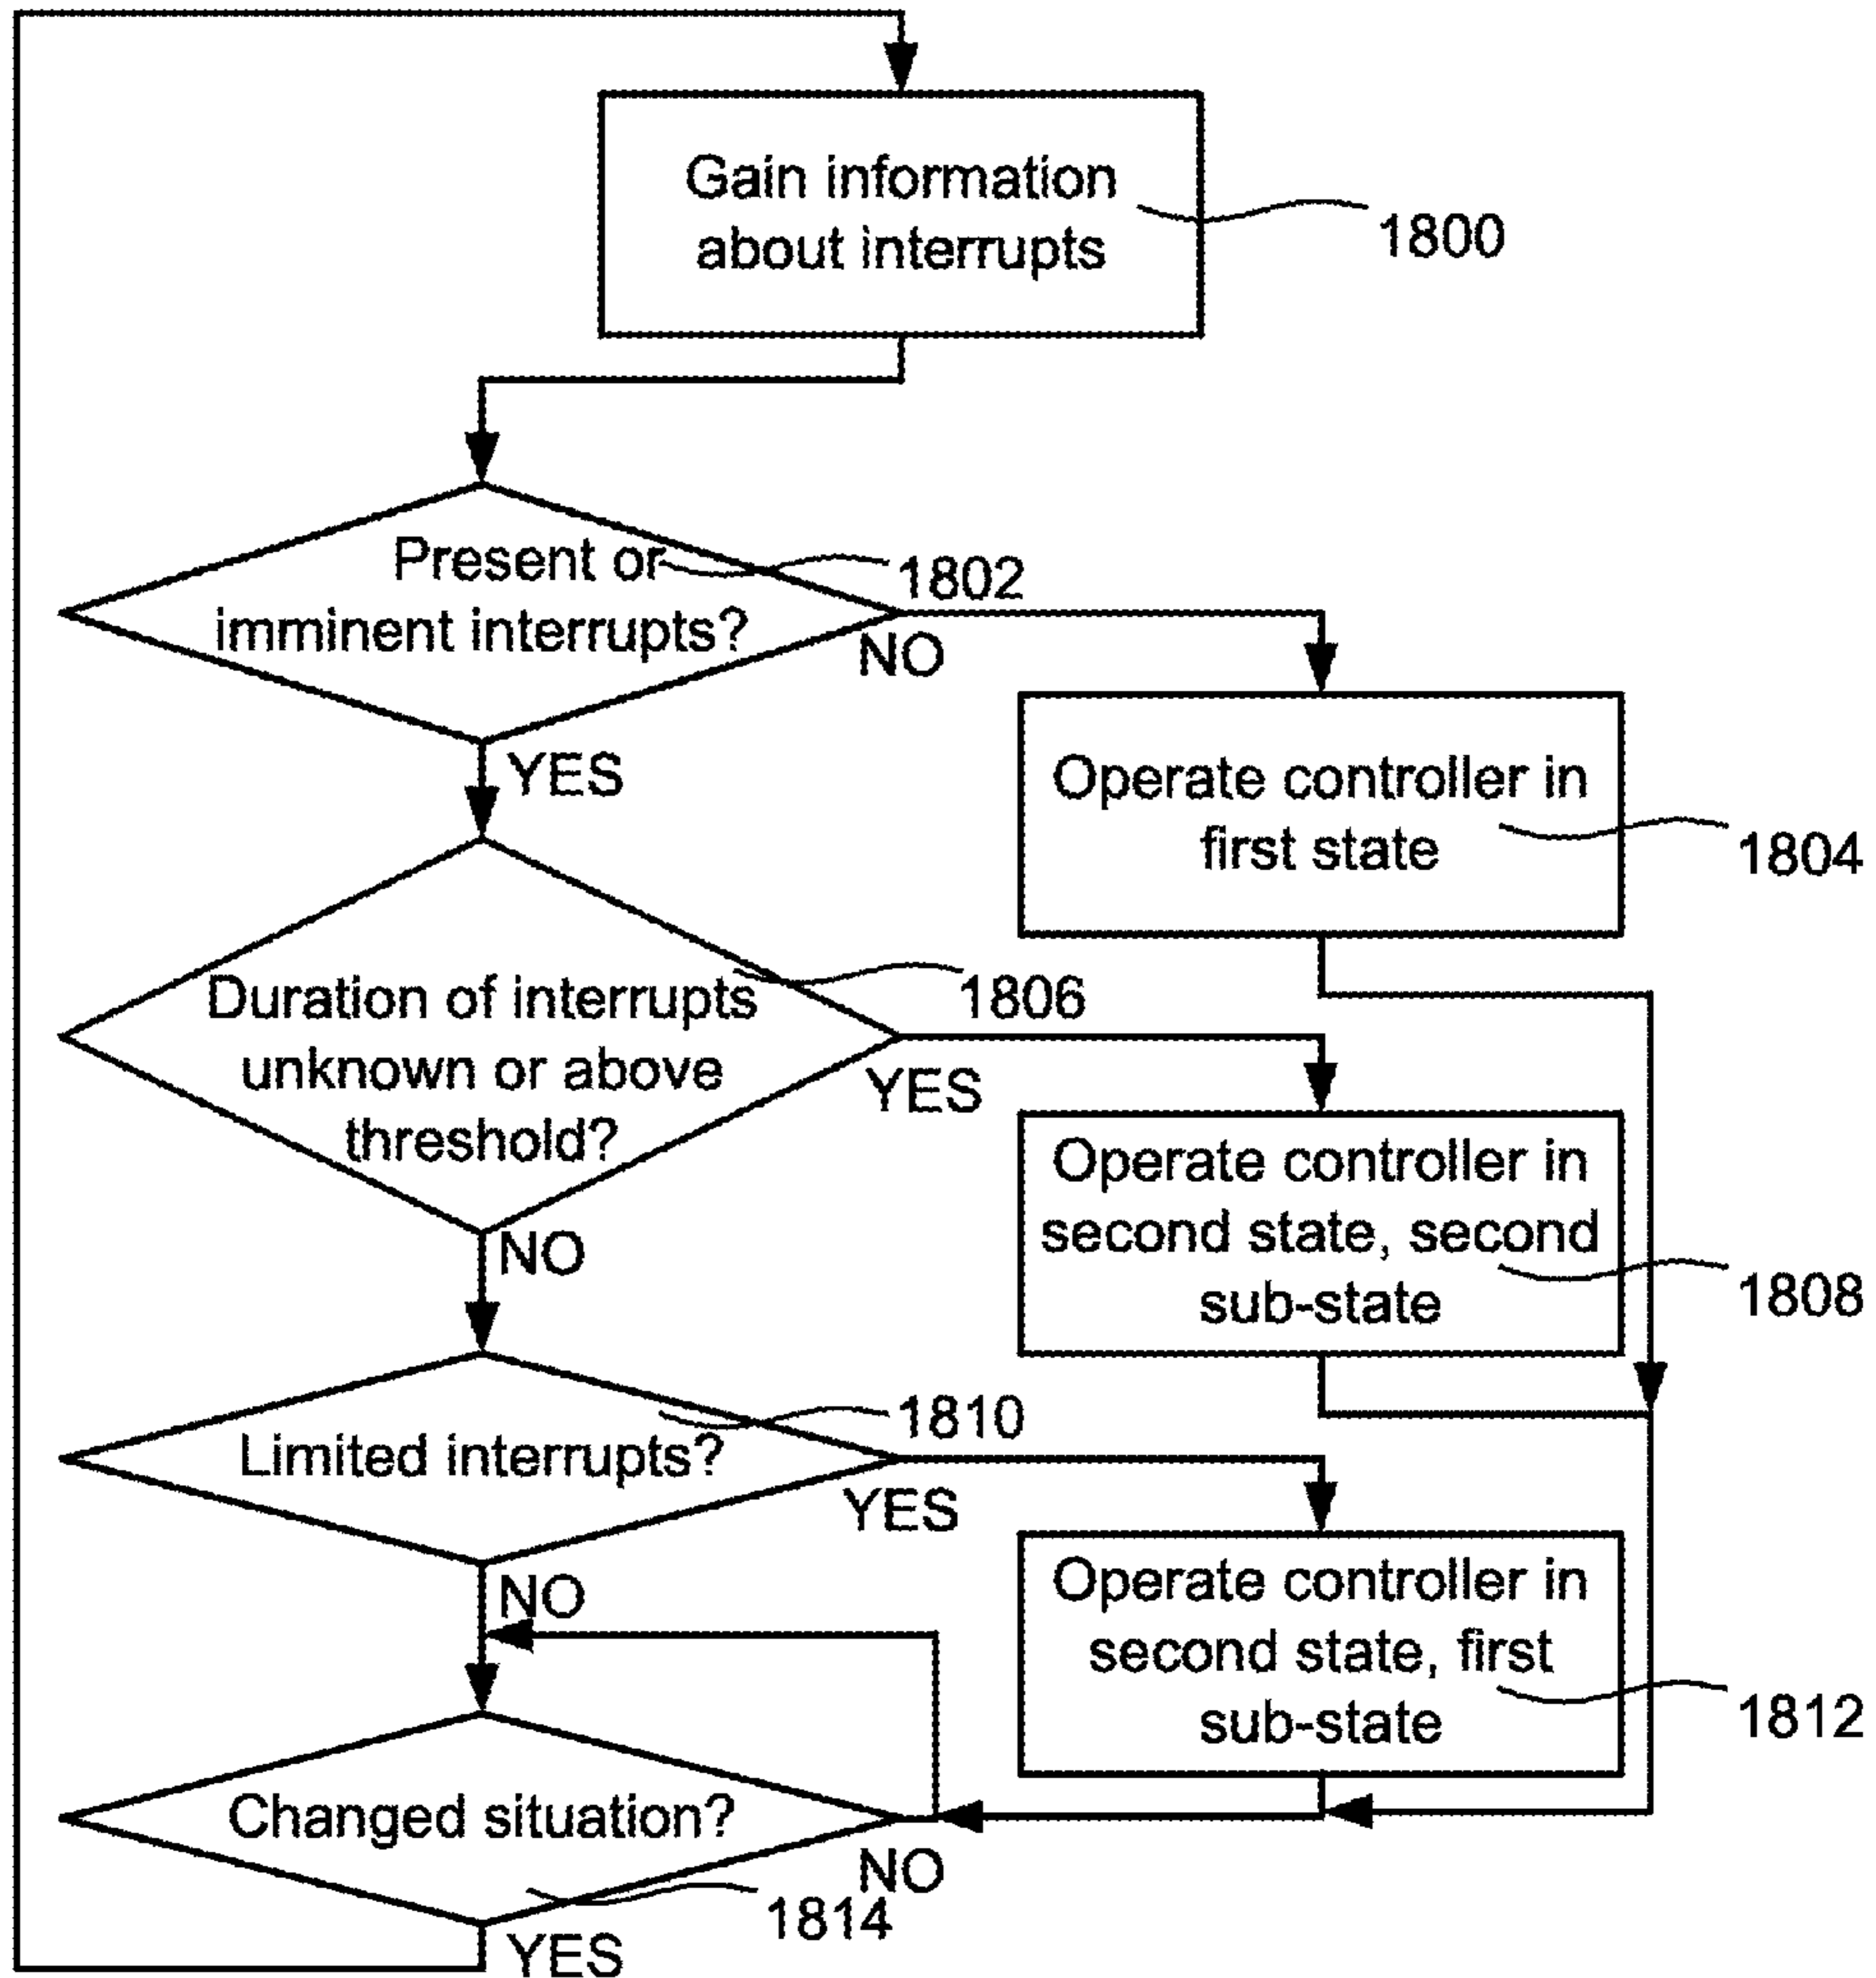 Gain information
about interrupts
1800
Present or
imminent interrupts?
1802
NO
YES
Operate controller in
first state
1804
Duration of interrupts
unknown or above
threshold?
1806
YES
NO
Operate controller in
second state, second
sub-state
1808
Limited interrupts?
1810
YES
NO
Operate controller in
second state, first
sub-state
1812
Changed situation?
NO
1814
YES